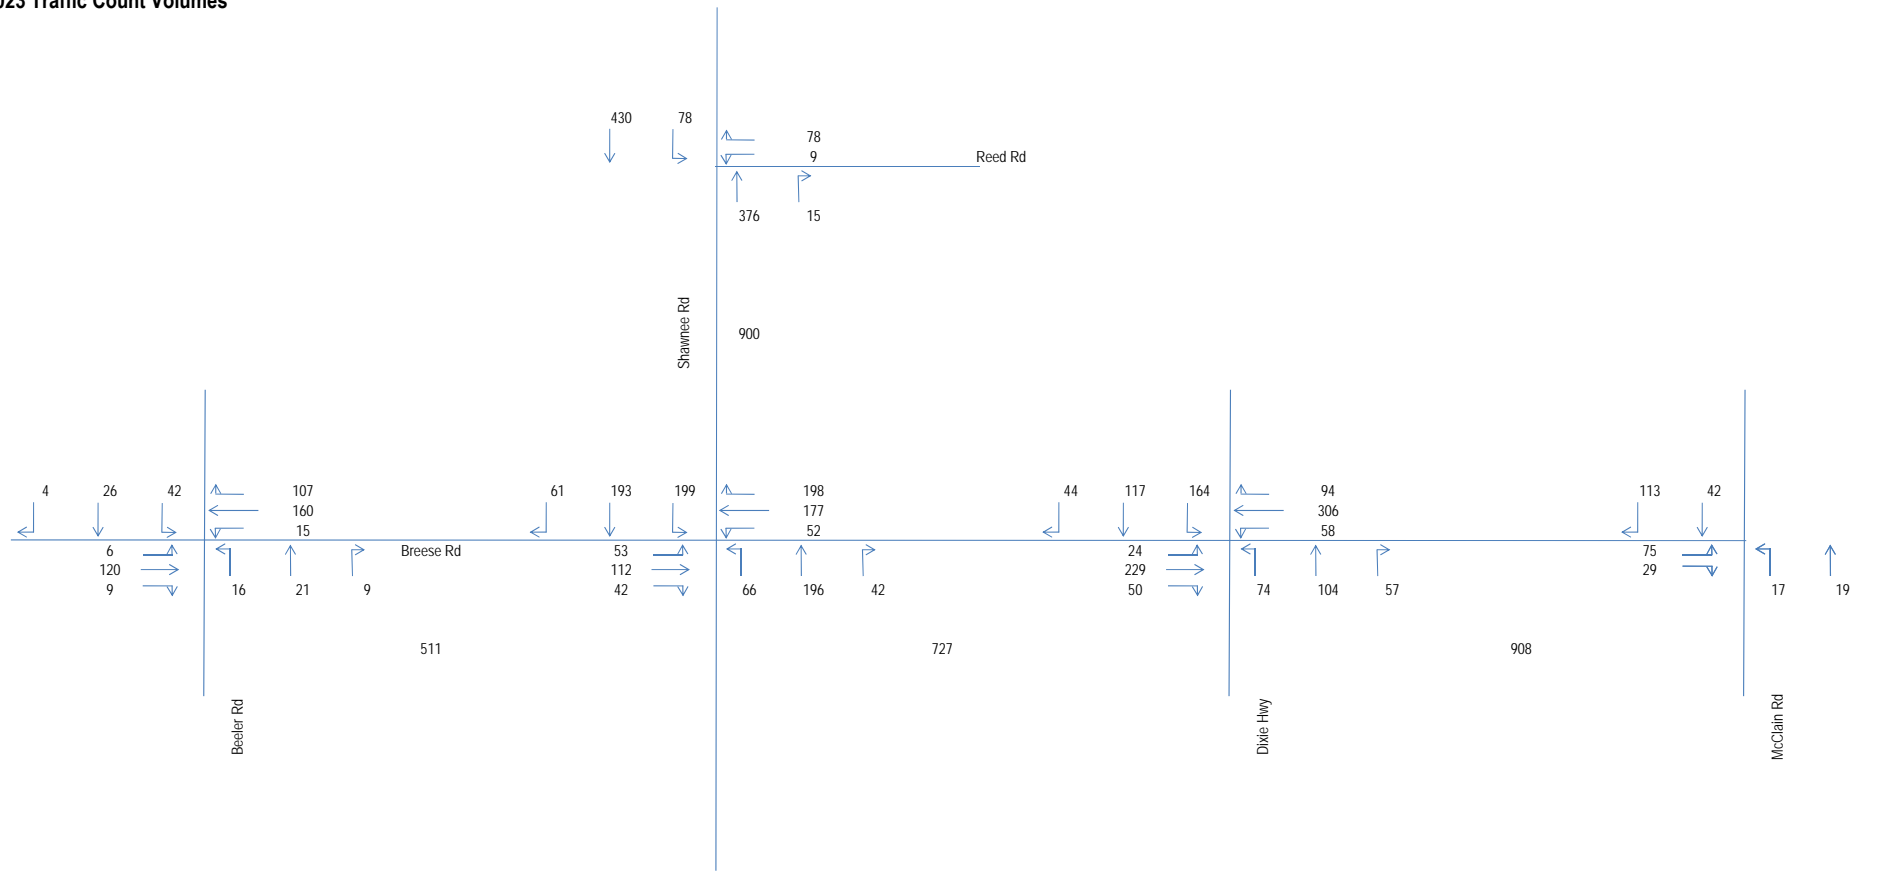 023 Traffic Count Volumes
430 78
78
9 Reed Rd
376 15
Shawnee Rd
900
4 26 42 107 61 193 199 198 44 117 164 94 113 42
160 177 306
15 52 58
6 Breese Rd 53 24 75
120 112 229 29
9 16 21 9 42 66 196 42 50 74 104 57 17 19
511 727 908
Beeler Rd
Dixie Hwy
McClain Rd